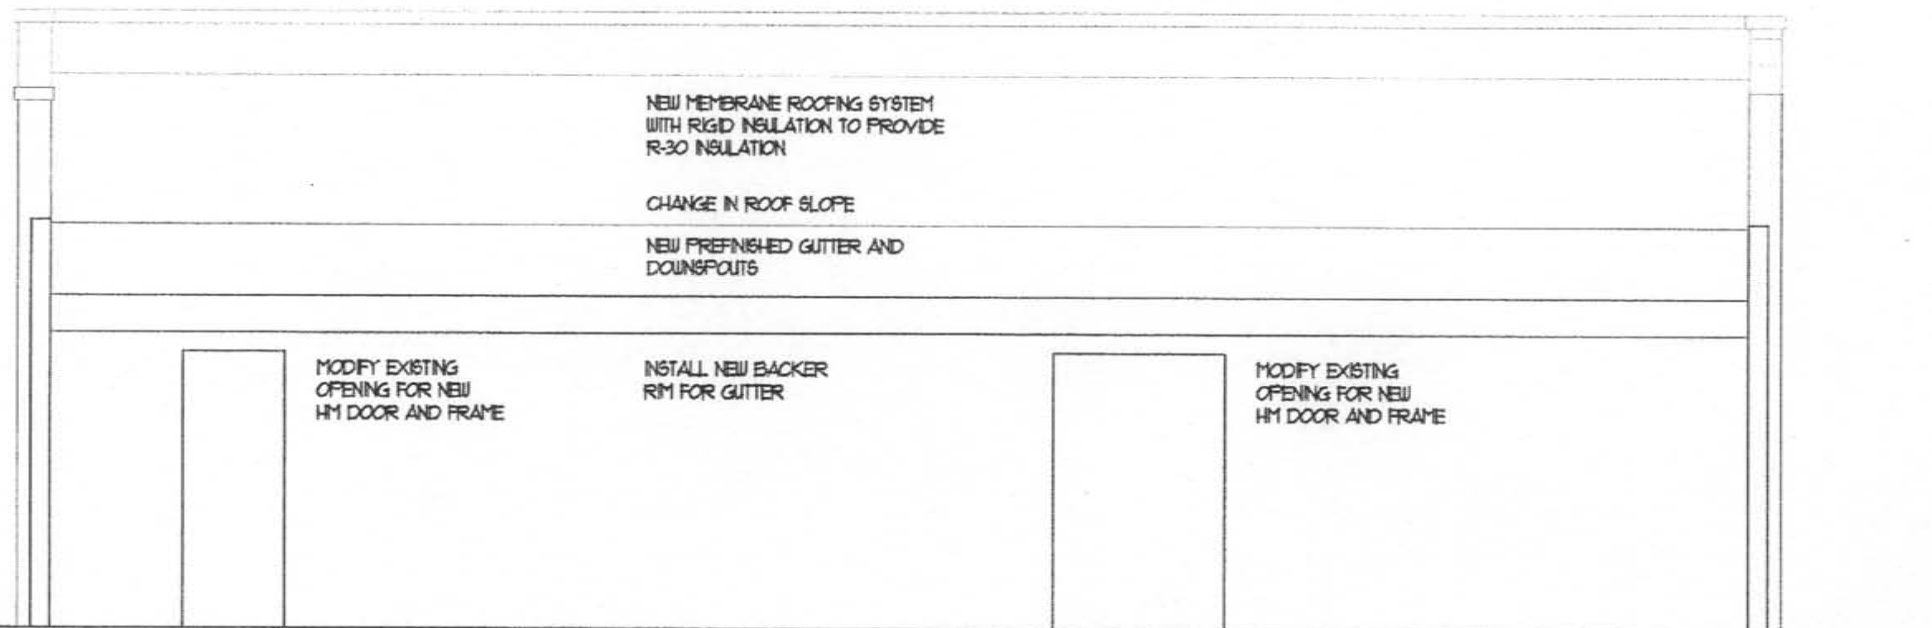 NEW MEMBRANE ROOFING SYSTEM
WITH RIGID INSULATION TO PROVIDE
R-30 INSULATION
CHANGE IN ROOF SLOPE
NEW PREFINISHED GUTTER AND
DOWNSPOUTS
MODIFY EXISTING
OPENING FOR NEW
HM DOOR AND FRAME
INSTALL NEW BACKER
RIM FOR GUTTER
MODIFY EXISTING
OPENING FOR NEW
HM DOOR AND FRAME